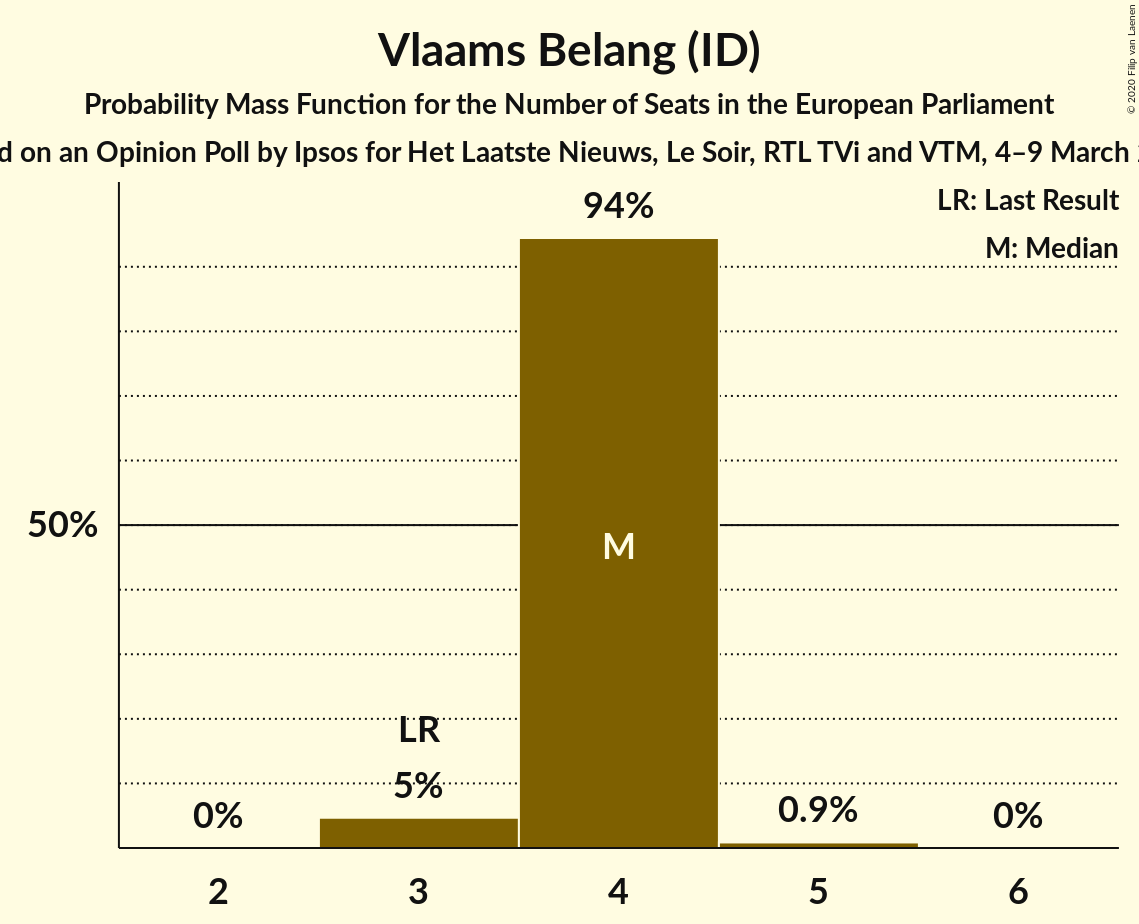 Vlaams Belang (ID)
Probability Mass Function for the Number of Seats in the European Parliament
on an Opinion Poll by Ipsos for Het Laatste Nieuws, Le Soir, RTL TVi and VTM, 4–9 March
© 2020 Filip van Laenen
LR: Last Result
M: Median
94%
50%
M
LR
5%
0%
0.9%
0%
2 3 4 5 6